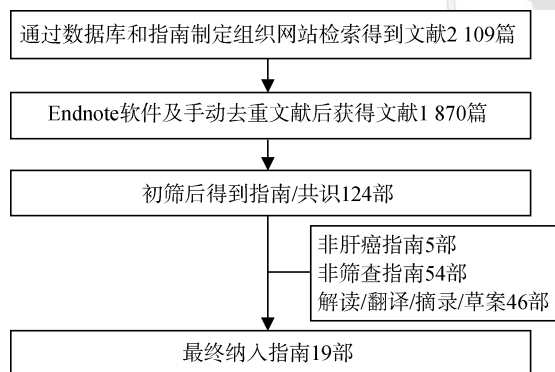 通过数据库和指南制定组织网站检索得到文献2 109篇
Endnote软件及手动去重文献后获得文献1 870篇
初筛后得到指南/共识124部
非肝癌指南5部
非筛查指南54部
解读/翻译/摘录/草案46部
最终纳入指南19部